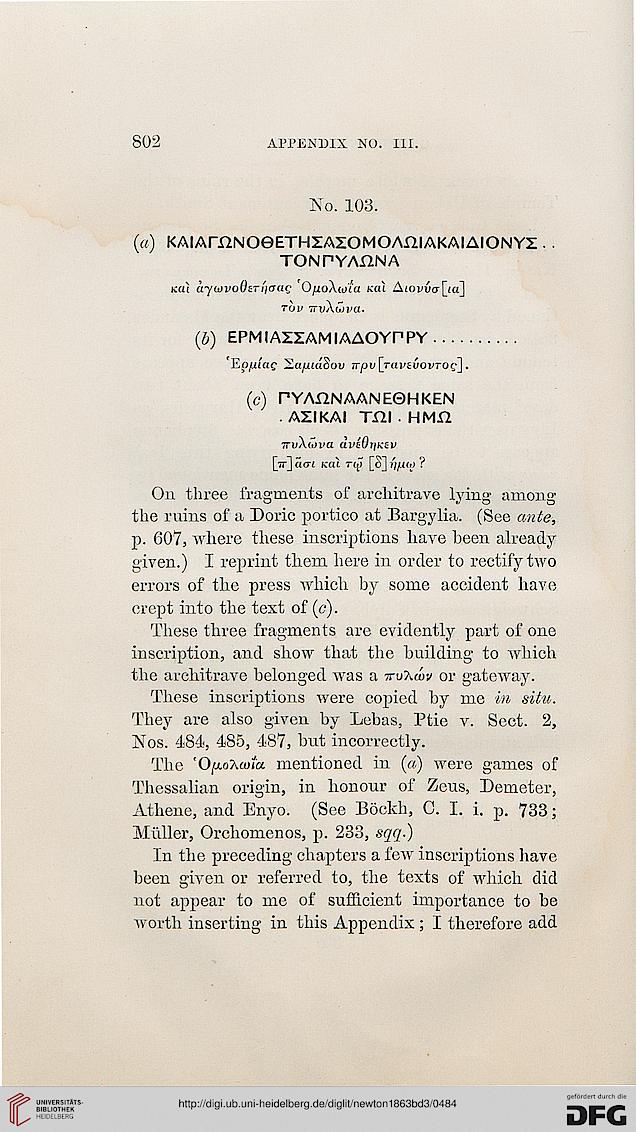 802 APPENDIX NO. III.
No. 103.
(a) ΚΑΙΑΓΩΝΟΘΕΤΗΣΑΣΟΜΟΛΩΙΑΚΑΙΔΙΟΝΥΣ . .
ΤΟΝΠΥΛΩΝΑ
καὶ ἀγωνοθετήσας Ὁμολωΐα καὶ Διονύσ[ια]
τὸν πυλῶνα.
(b) ΕΡΜΙΑΣΣΑΜΙΑΔΟΥΠΡΥ . . . . . . . . . .
Ἑρμίας Σαμιάδου πρυ[τανεύοντος].
(c) ΠΥΛΩΝΑΑΝΕΘΗΚΕΝ
. ΑΣΙΚΑΙ ΤΩΙ . ΗΜΩ
πυλῶνα ἀνέθηκεν
[π]ᾶσι καὶ τῷ [δ]ήμῳ ?
On three fragments of architrave lying among
the ruins of a Doric portico at Bargylia. (See ante,
p. 607, where these inscriptions have been already
given.) I reprint them here in order to rectify two
errors of the press which by some accident have
crept into the text of (c).
These three fragments are evidently part of one
inscription, and show that the building to which
the architrave belonged was a πυλών or gateway.
These inscriptions were copied by me in situ.
They are also given by Lebas, Ptie v. Sect. 2,
Nos. 484, 485, 487, but incorrectly.
The Ὁμολωΐα mentioned in (a) were games of
Thessalian origin, in honour of Zeus, Demeter,
Athene, and Enyo. (See Böckh, C. I. i. p. 733;
Müller, Orchomenos, p. 233, sqq.)
In the preceding chapters a few inscriptions have
been given or referred to, the texts of which did
not appear to me of sufficient importance to be
worth inserting in this Appendix; I therefore add
UNIVERSITÄTS-
BIBLIOTHEK
HEIDELBERG
http://digi.ub.uni-heidelberg.de/diglit/newton1863bd3/0484
gefördert durch die
DFG